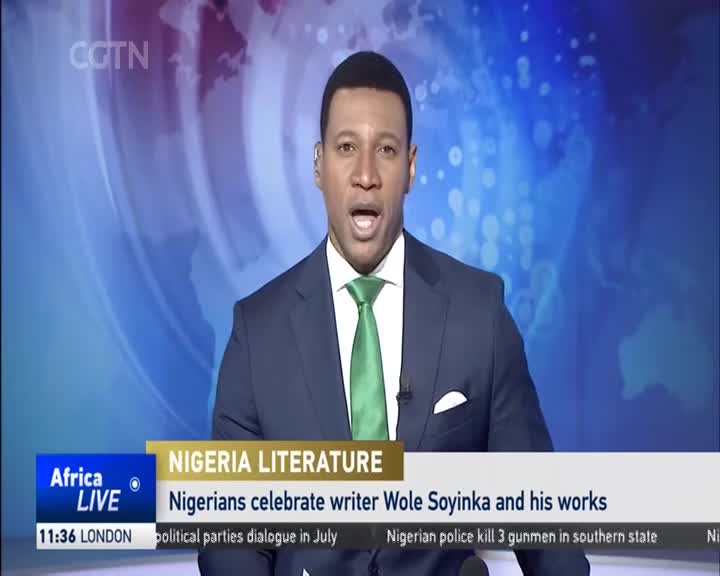 CGTN
NIGERIA LITERATURE
Africa
LIVE
Nigerians celebrate writer Wole Soyinka and his works
11:36 LONDON
political parties dialogue in July Nigerian police kill 3 gunmen in southern state Ni